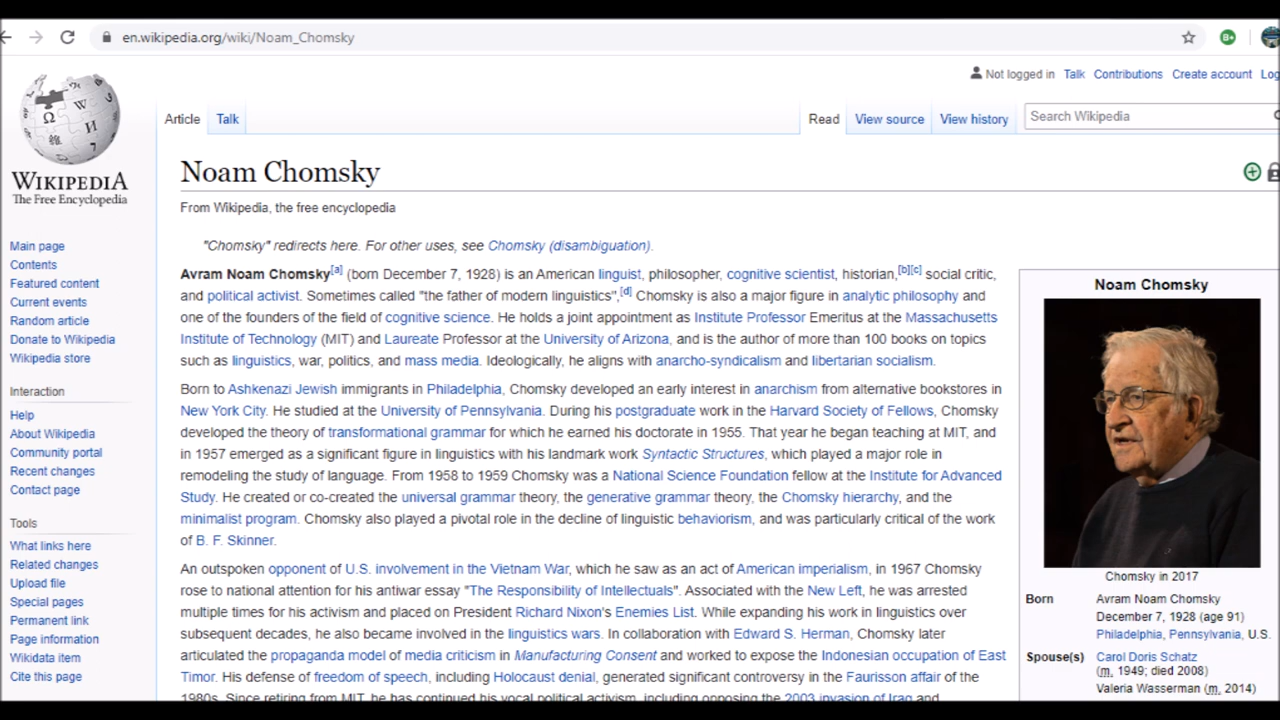 en.wikipedia.org/wiki/Noam_Chomsky
Not logged in Talk Contributions Create account
Article Talk Read View source View history Search Wikipedia
WIKIPEDIA
The Free Encyclopedia
Main page
Contents
Featured content
Current events
Random article
Donate to Wikipedia
Wikipedia store
Interaction
Help
About Wikipedia
Community portal
Recent changes
Contact page
Tools
What links here
Related changes
Upload file
Special pages
Permanent link
Page information
Wikidata item
Cite this page
Noam Chomsky
From Wikipedia, the free encyclopedia
"Chomsky" redirects here. For other uses, see Chomsky (disambiguation).
Avram Noam Chomsky[a] (born December 7, 1928) is an American linguist, philosopher, cognitive scientist, historian,[b][c] social critic,
and political activist. Sometimes called "the father of modern linguistics",[d] Chomsky is also a major figure in analytic philosophy and
one of the founders of the field of cognitive science. He holds a joint appointment as Institute Professor Emeritus at the Massachusetts
Institute of Technology (MIT) and Laureate Professor at the University of Arizona, and is the author of more than 100 books on topics
such as linguistics, war, politics, and mass media. Ideologically, he aligns with anarcho-syndicalism and libertarian socialism.
Born to Ashkenazi Jewish immigrants in Philadelphia, Chomsky developed an early interest in anarchism from alternative bookstores in
New York City. He studied at the University of Pennsylvania. During his postgraduate work in the Harvard Society of Fellows, Chomsky
developed the theory of transformational grammar for which he earned his doctorate in 1955. That year he began teaching at MIT, and
in 1957 emerged as a significant figure in linguistics with his landmark work Syntactic Structures, which played a major role in
remodeling the study of language. From 1958 to 1959 Chomsky was a National Science Foundation fellow at the Institute for Advanced
Study. He created or co-created the universal grammar theory, the generative grammar theory, the Chomsky hierarchy, and the
minimalist program. Chomsky also played a pivotal role in the decline of linguistic behaviorism, and was particularly critical of the work
of B. F. Skinner.
An outspoken opponent of U.S. involvement in the Vietnam War, which he saw as an act of American imperialism, in 1967 Chomsky
rose to national attention for his antiwar essay "The Responsibility of Intellectuals". Associated with the New Left, he was arrested
multiple times for his activism and placed on President Richard Nixon's Enemies List. While expanding his work in linguistics over
subsequent decades, he also became involved in the linguistics wars. In collaboration with Edward S. Herman, Chomsky later
articulated the propaganda model of media criticism in Manufacturing Consent and worked to expose the Indonesian occupation of East
Timor. His defense of freedom of speech, including Holocaust denial, generated significant controversy in the Faurisson affair of the
1980s. Since retiring from MIT, he has continued his vocal political activism, including opposing the 2003 invasion of Iraq and
Noam Chomsky
Chomsky in 2017
Born Avram Noam Chomsky
December 7, 1928 (age 91)
Philadelphia, Pennsylvania, U.S.
Spouse(s) Carol Doris Schatz
(m. 1949; died 2008)
Valeria Wasserman (m. 2014)